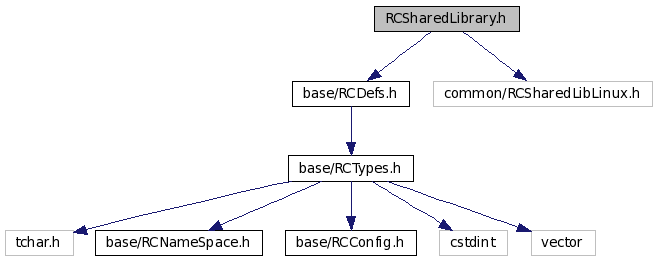 RCSharedLibrary.h
base/RCDefs.h
common/RCSharedLibLinux.h
base/RCTypes.h
tchar.h
base/RCNameSpace.h
base/RCConfig.h
cstdint
vector